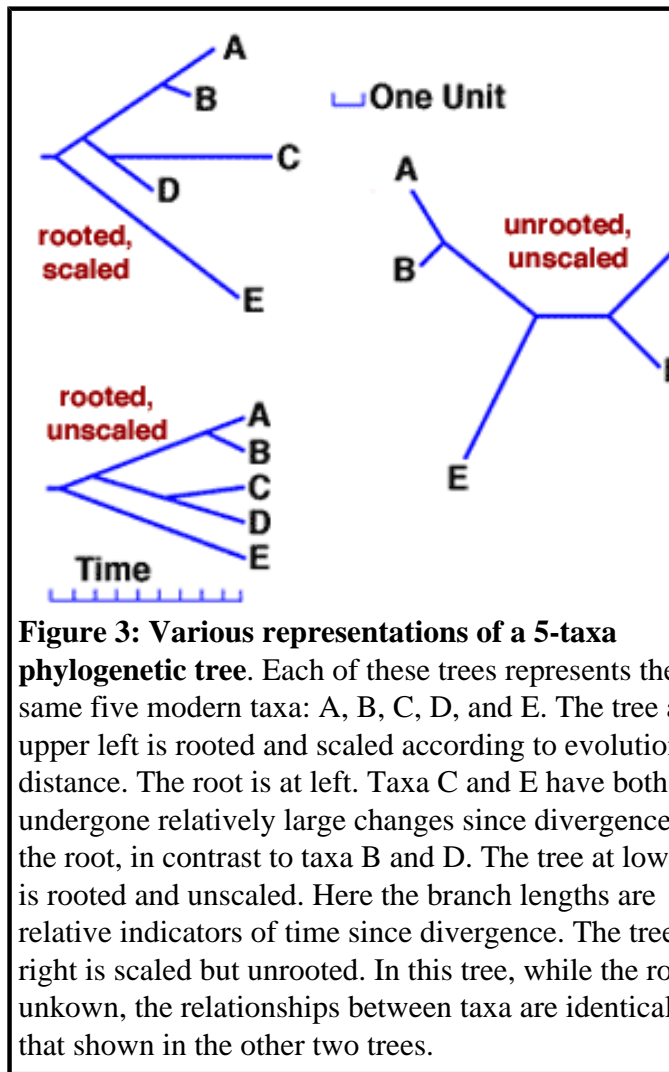 A
B
One Unit
C
D
rooted,
scaled
E
A
B
unrooted,
unscaled
E
rooted,
unscaled
A
B
C
D
E
Time
Figure 3: Various representations of a 5-taxa
phylogenetic tree. Each of these trees represents the
same five modern taxa: A, B, C, D, and E. The tree
upper left is rooted and scaled according to evolution
distance. The root is at left. Taxa C and E have both
undergone relatively large changes since divergence
the root, in contrast to taxa B and D. The tree at low
is rooted and unscaled. Here the branch lengths are
relative indicators of time since divergence. The tree
right is scaled but unrooted. In this tree, while the ro
unkown, the relationships between taxa are identical
that shown in the other two trees.